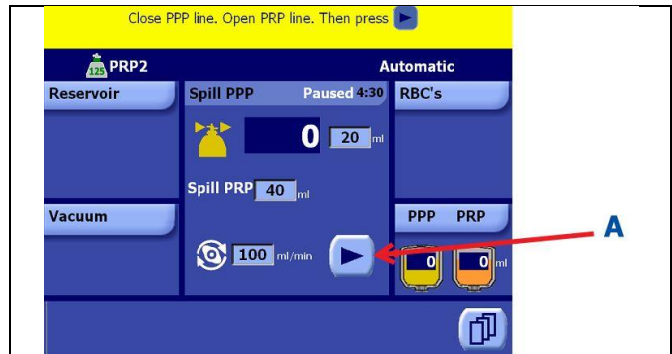 Close PPP line. Open PRP line. Then press
125 PRP2 Automatic
Reservoir
Spill PPP Paused 4:30
RBC's
0 20 ml
Spill PRP 40 ml
Vacuum
PPP PRP
A
100 ml/min
0 0 ml